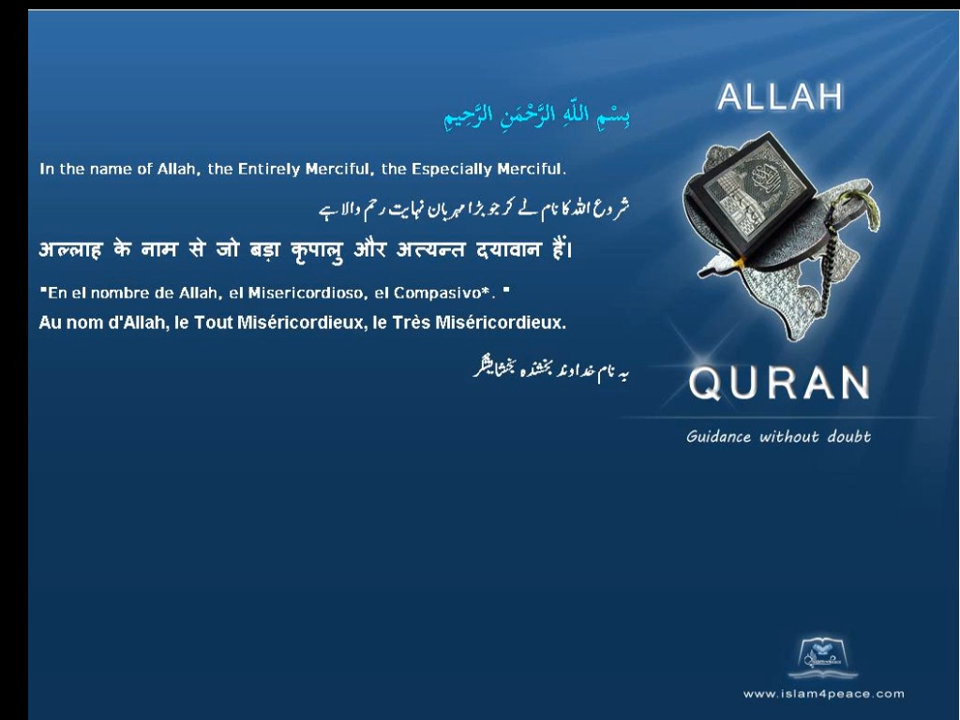 بِسْمِ اللّهِ الرَّحْمَنِ الرَّحِيمِ
In the name of Allah, the Entirely Merciful, the Especially Merciful.
شروع الله کا نام لے کر جو بڑا مہربان نہایت رحم والا ہے
अल्लाह के नाम से जो बड़ा कृपालु और अत्यन्त दयावान हैं।
"En el nombre de Allah, el Misericordioso, el Compasivo*. "
Au nom d'Allah, le Tout Miséricordieux, le Très Miséricordieux.
به نام خداوند بخشنده بخشایشگر
ALLAH
QURAN
Guidance without doubt
www.islam4peace.com